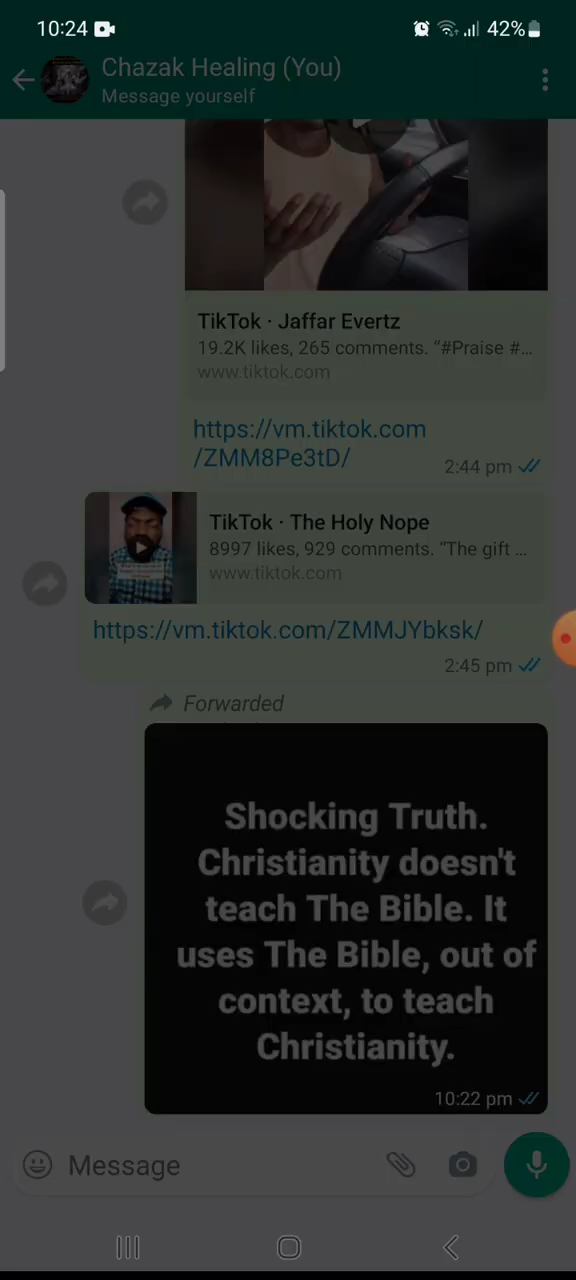 10:24
42%
Chazak Healing (You)
Message yourself
TikTok · Jaffar Evertz
19.2K likes, 265 comments. “#Praise #...
www.tiktok.com
https://vm.tiktok.com
/ZMM8Pe3tD/
2:44 pm
TikTok · The Holy Nope
8997 likes, 929 comments. “The gift ...
www.tiktok.com
https://vm.tiktok.com/ZMMJYbksk/
2:45 pm
Forwarded
Shocking Truth.
Christianity doesn't
teach The Bible. It
uses The Bible, out of
context, to teach
Christianity.
10:22 pm
Message